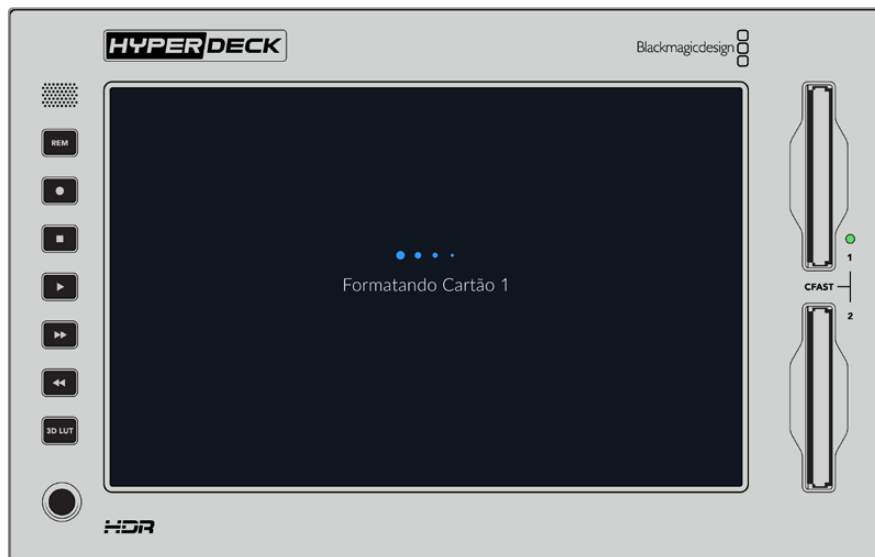 HYPERDECK
Blackmagicdesign
REM
Formatando Cartão 1
1
CFAST
2
3D LUT
HDR